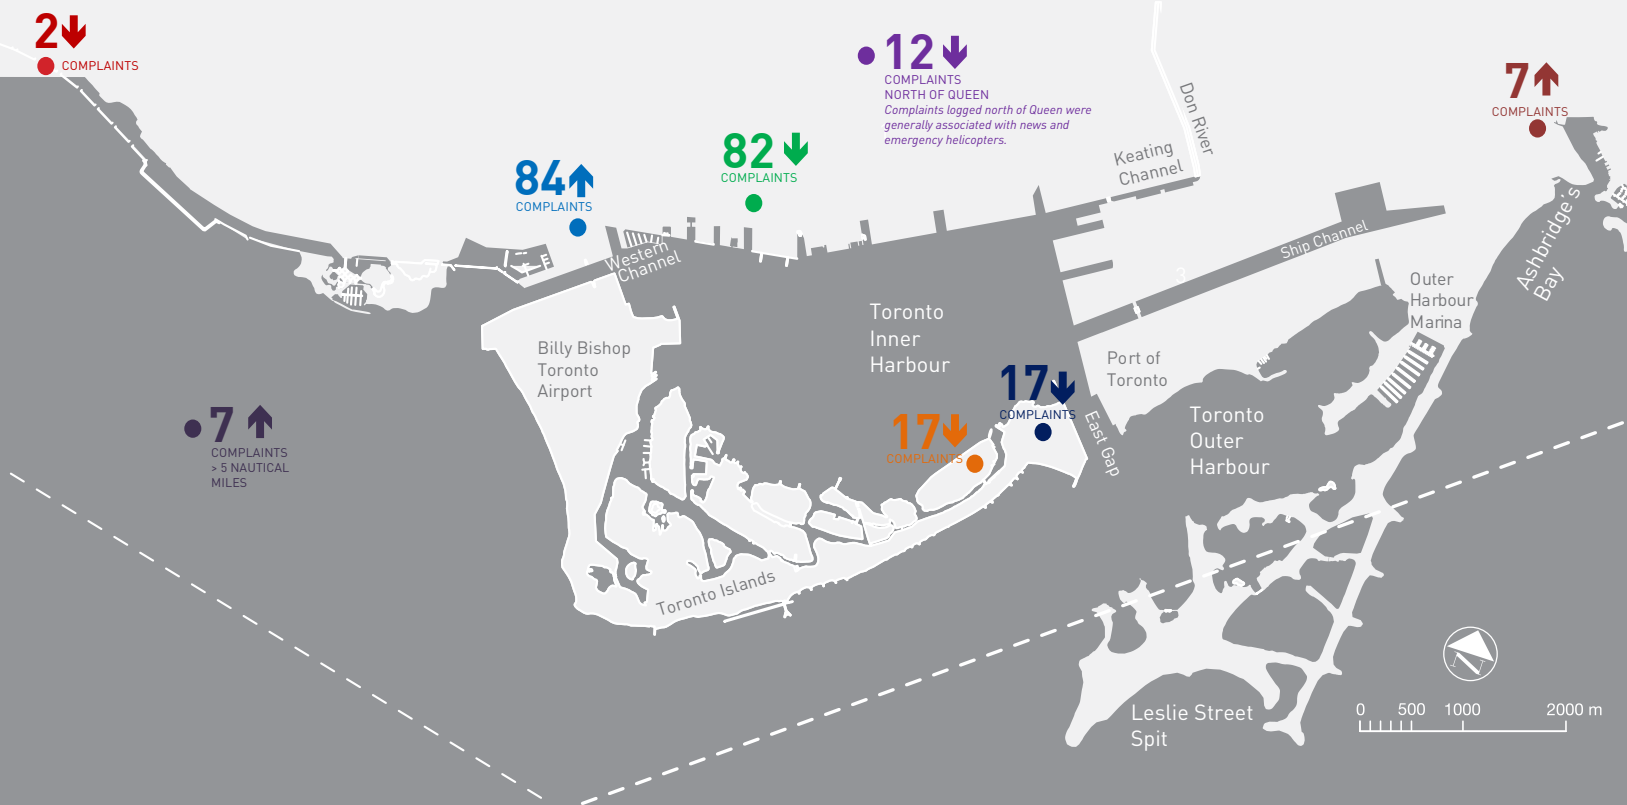 2
COMPLAINTS
12
COMPLAINTS
NORTH OF QUEEN
Complaints logged north of Queen were
generally associated with news and
emergency helicopters.
7
COMPLAINTS
Don River
Keating
Channel
82
COMPLAINTS
84
COMPLAINTS
Western
Channel
Ship Channel
3
Ashbridge's
Bay
Outer
Harbour
Marina
Toronto
Inner
Harbour
Billy Bishop
Toronto
Airport
Port of
Toronto
17
COMPLAINTS
17
COMPLAINTS
East Gap
Toronto
Outer
Harbour
7
COMPLAINTS
> 5 NAUTICAL
MILES
Toronto Islands
Leslie Street
Spit
N
0 500 1000 2000 m